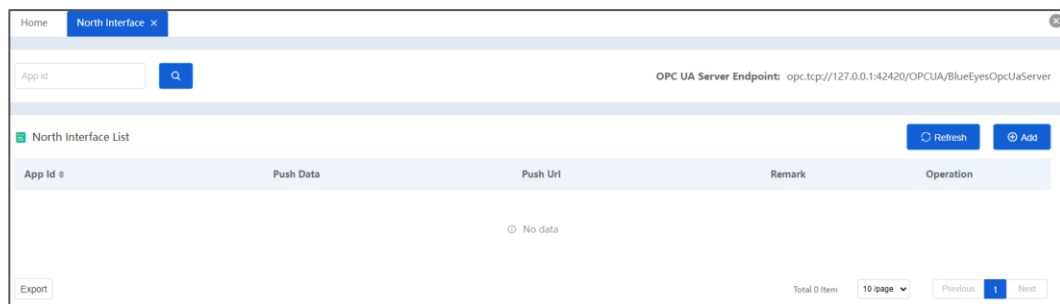 Home North Interface ×
App id OPC UA Server Endpoint: opc.tcp://127.0.0.1:42420/OPCUA/BlueEyesOpcUaServer
North Interface List Refresh Add
App Id Push Data Push Url Remark Operation
No data
Export Total 0 Item 10 /page Previous 1 Next